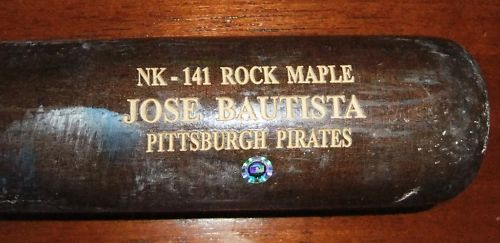 NK - 141 ROCK MAPLE
JOSE BAUTISTA
PITTSBURGH PIRATES